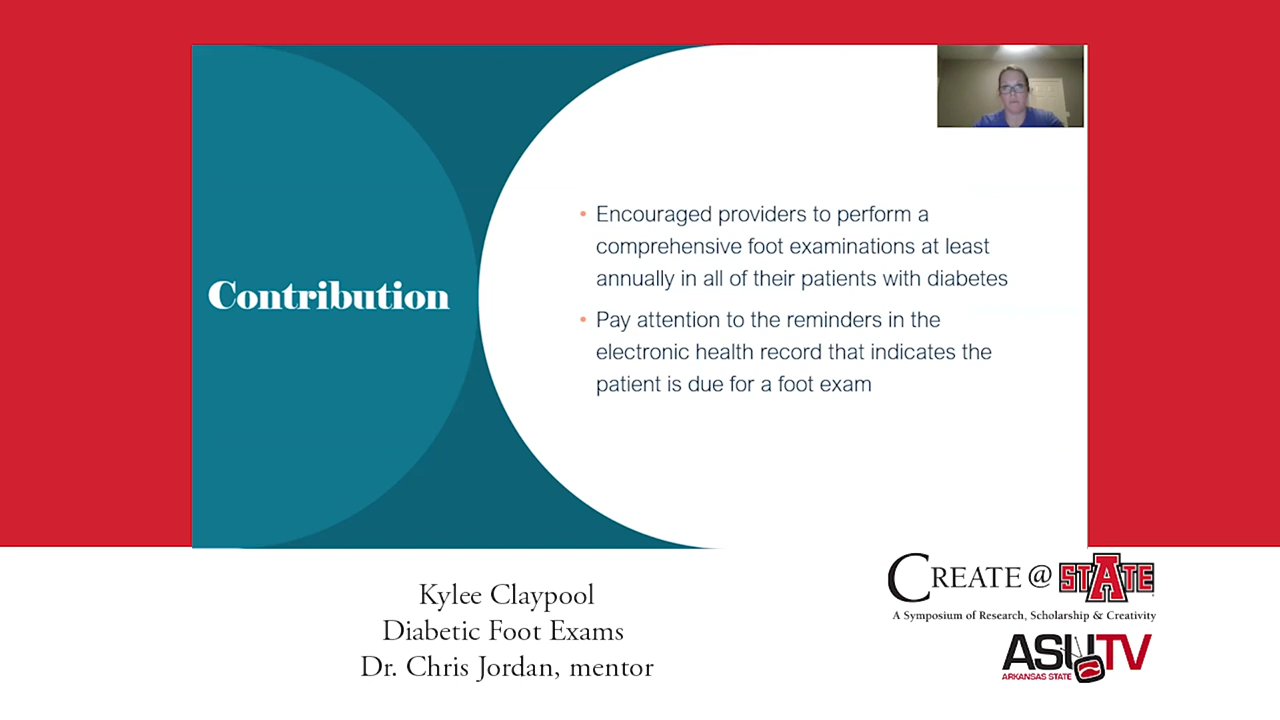 Contribution
• Encouraged providers to perform a
comprehensive foot examinations at least
annually in all of their patients with diabetes
• Pay attention to the reminders in the
electronic health record that indicates the
patient is due for a foot exam
Kylee Claypool
Diabetic Foot Exams
Dr. Chris Jordan, mentor
CREATE @ STATE
A Symposium of Research, Scholarship & Creativity
ASUTV
ARKANSAS STATE